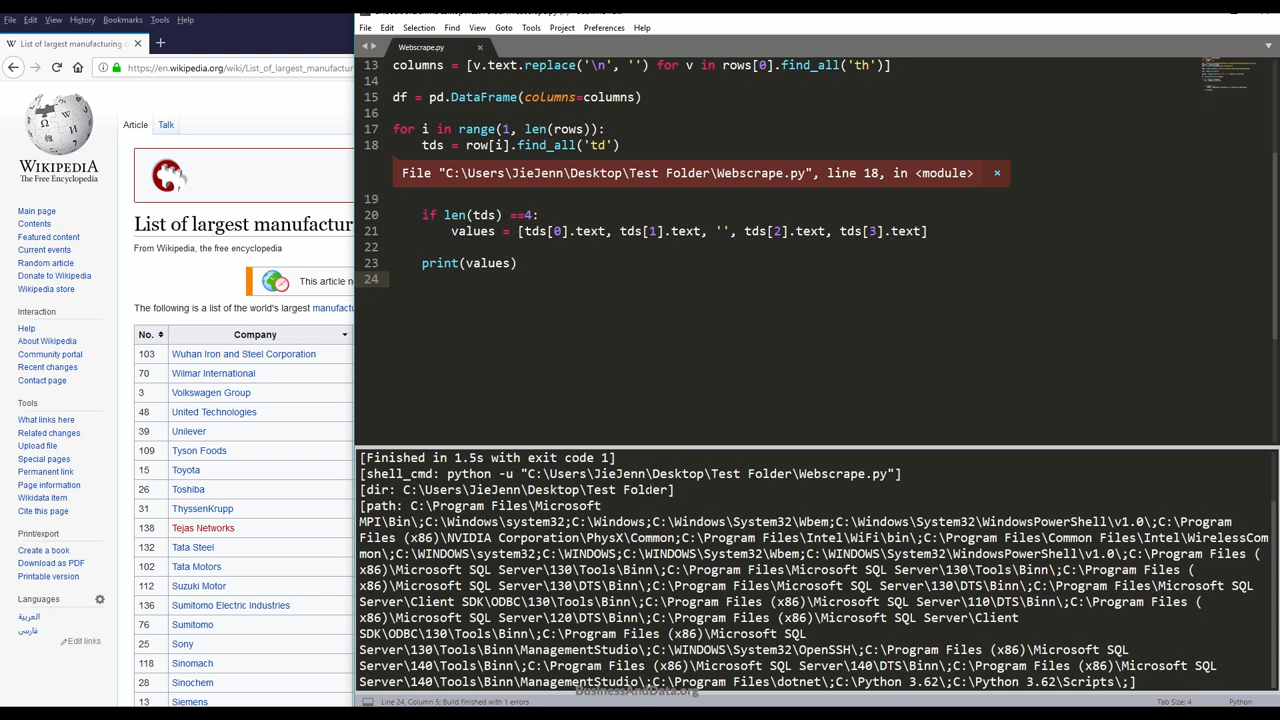 File Edit View History Bookmarks Tools Help
List of largest manufacturing c
https://en.wikipedia.org/wiki/List_of_largest_manufactur
WIKIPEDIA
The Free Encyclopedia
Main page
Contents
Featured content
Current events
Random article
Donate to Wikipedia
Wikipedia store
Interaction
Help
About Wikipedia
Community portal
Recent changes
Contact page
Tools
What links here
Related changes
Upload file
Special pages
Permanent link
Page information
Wikidata item
Cite this page
Print/export
Create a book
Download as PDF
Printable version
Languages
العربية
فارسی
Edit links
Article Talk
List of largest manufactur
From Wikipedia, the free encyclopedia
This article n
The following is a list of the world's largest manufactu
No. Company
103 Wuhan Iron and Steel Corporation
70 Wilmar International
3 Volkswagen Group
48 United Technologies
39 Unilever
109 Tyson Foods
15 Toyota
26 Toshiba
31 ThyssenKrupp
138 Tejas Networks
132 Tata Steel
102 Tata Motors
112 Suzuki Motor
136 Sumitomo Electric Industries
76 Sumitomo
25 Sony
118 Sinomach
28 Sinochem
13 Siemens
File Edit Selection Find View Goto Tools Project Preferences Help
Webscrape.py
13 columns = [v.text.replace('\n', '') for v in rows[0].find_all('th')]
14
15 df = pd.DataFrame(columns=columns)
16
17 for i in range(1, len(rows)):
18 tds = row[i].find_all('td')
File "C:\Users\JieJenn\Desktop\Test Folder\Webscrape.py", line 18, in <module> ×
19
20 if len(tds) ==4:
21 values = [tds[0].text, tds[1].text, '', tds[2].text, tds[3].text]
22
23 print(values)
24
[Finished in 1.5s with exit code 1]
[shell_cmd: python -u "C:\Users\JieJenn\Desktop\Test Folder\Webscrape.py"]
[dir: C:\Users\JieJenn\Desktop\Test Folder]
[path: C:\Program Files\Microsoft
MPI\Bin\;C:\Windows\system32;C:\Windows;C:\Windows\System32\Wbem;C:\Windows\System32\WindowsPowerShell\v1.0\;C:\Program
Files (x86)\NVIDIA Corporation\PhysX\Common;C:\Program Files\Intel\WiFi\bin\;C:\Program Files\Common Files\Intel\WirelessCom
mon\;C:\WINDOWS\system32;C:\WINDOWS;C:\WINDOWS\System32\Wbem;C:\WINDOWS\System32\WindowsPowerShell\v1.0\;C:\Program Files (
x86)\Microsoft SQL Server\130\Tools\Binn\;C:\Program Files\Microsoft SQL Server\130\Tools\Binn\;C:\Program Files (
x86)\Microsoft SQL Server\130\DTS\Binn\;C:\Program Files\Microsoft SQL Server\130\DTS\Binn\;C:\Program Files\Microsoft SQL
Server\Client SDK\ODBC\130\Tools\Binn\;C:\Program Files (x86)\Microsoft SQL Server\110\DTS\Binn\;C:\Program Files (
x86)\Microsoft SQL Server\120\DTS\Binn\;C:\Program Files (x86)\Microsoft SQL Server\Client
SDK\ODBC\130\Tools\Binn\;C:\Program Files (x86)\Microsoft SQL
Server\130\Tools\Binn\ManagementStudio\;C:\WINDOWS\System32\OpenSSH\;C:\Program Files (x86)\Microsoft SQL
Server\140\Tools\Binn\;C:\Program Files (x86)\Microsoft SQL Server\140\DTS\Binn\;C:\Program Files (x86)\Microsoft SQL
Server\140\Tools\Binn\ManagementStudio\;C:\Program Files\dotnet\;C:\Python 3.62\;C:\Python 3.62\Scripts\;]
BusinessAndData.org
Line 24, Column 5; Build finished with 1 errors Tab Size: 4 Python